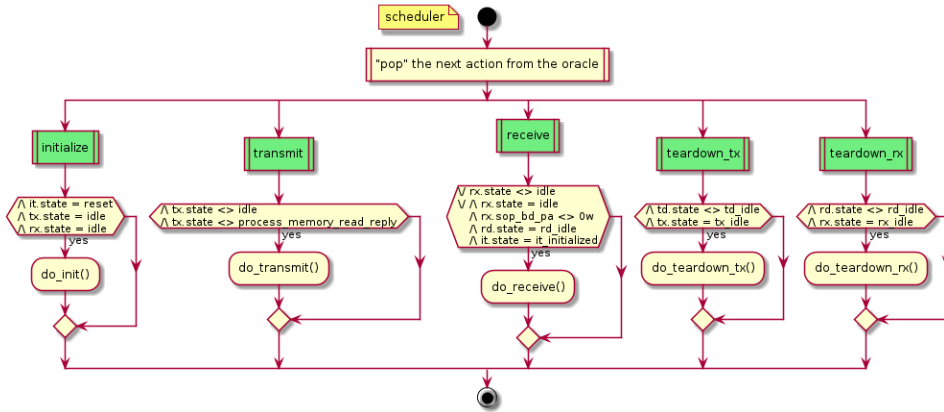 scheduler
"pop" the next action from the oracle
initialize
/\ it.state = reset
/\ tx.state = idle
/\ rx.state = idle
yes
do_init()
transmit
/\ tx.state <> idle
/\ tx.state <> process_memory_read_reply
yes
do_transmit()
receive
\/ rx.state <> idle
\/ /\ rx.state = idle
/\ rx.sop_bd_pa <> 0w
/\ rd.state = rd_idle
/\ it.state = it_initialized
yes
do_receive()
teardown_tx
/\ td.state <> td_idle
/\ tx.state = tx_idle
yes
do_teardown_tx()
teardown_rx
/\ rd.state <> rd_idle
/\ rx.state = rx_idle
yes
do_teardown_rx()